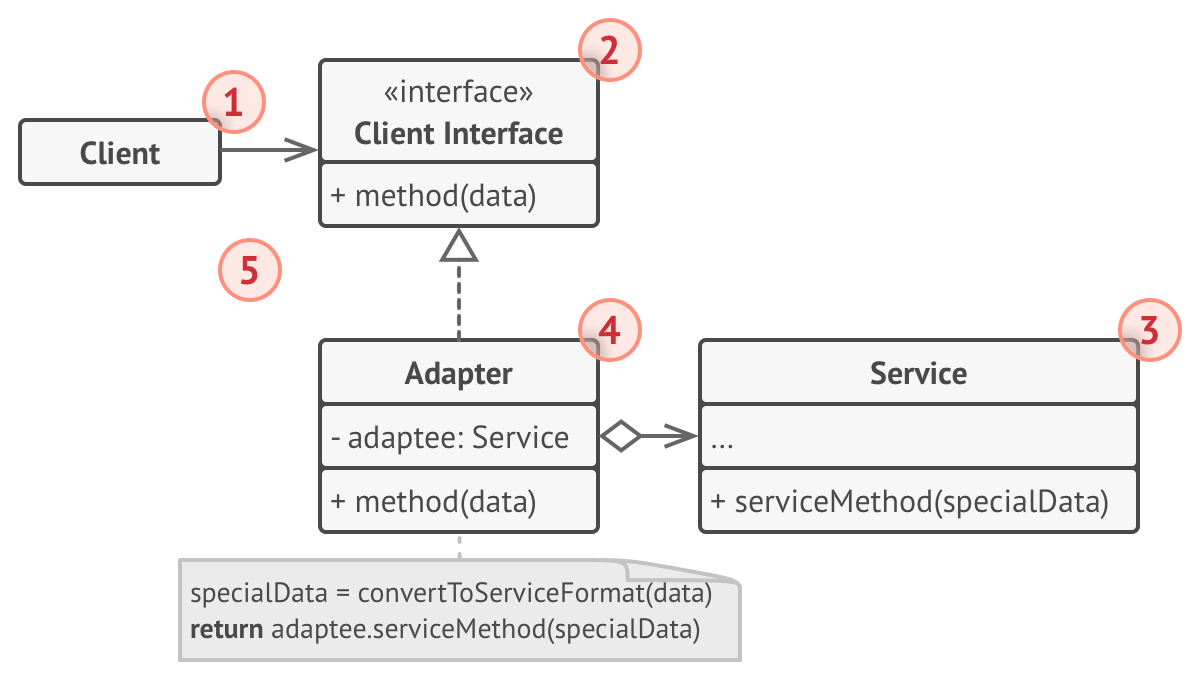 1
2
«interface»
Client
Client Interface
+ method(data)
5
4
3
Adapter
Service
- adaptee: Service
...
+ method(data)
+ serviceMethod(specialData)
specialData = convertToServiceFormat(data)
return adaptee.serviceMethod(specialData)